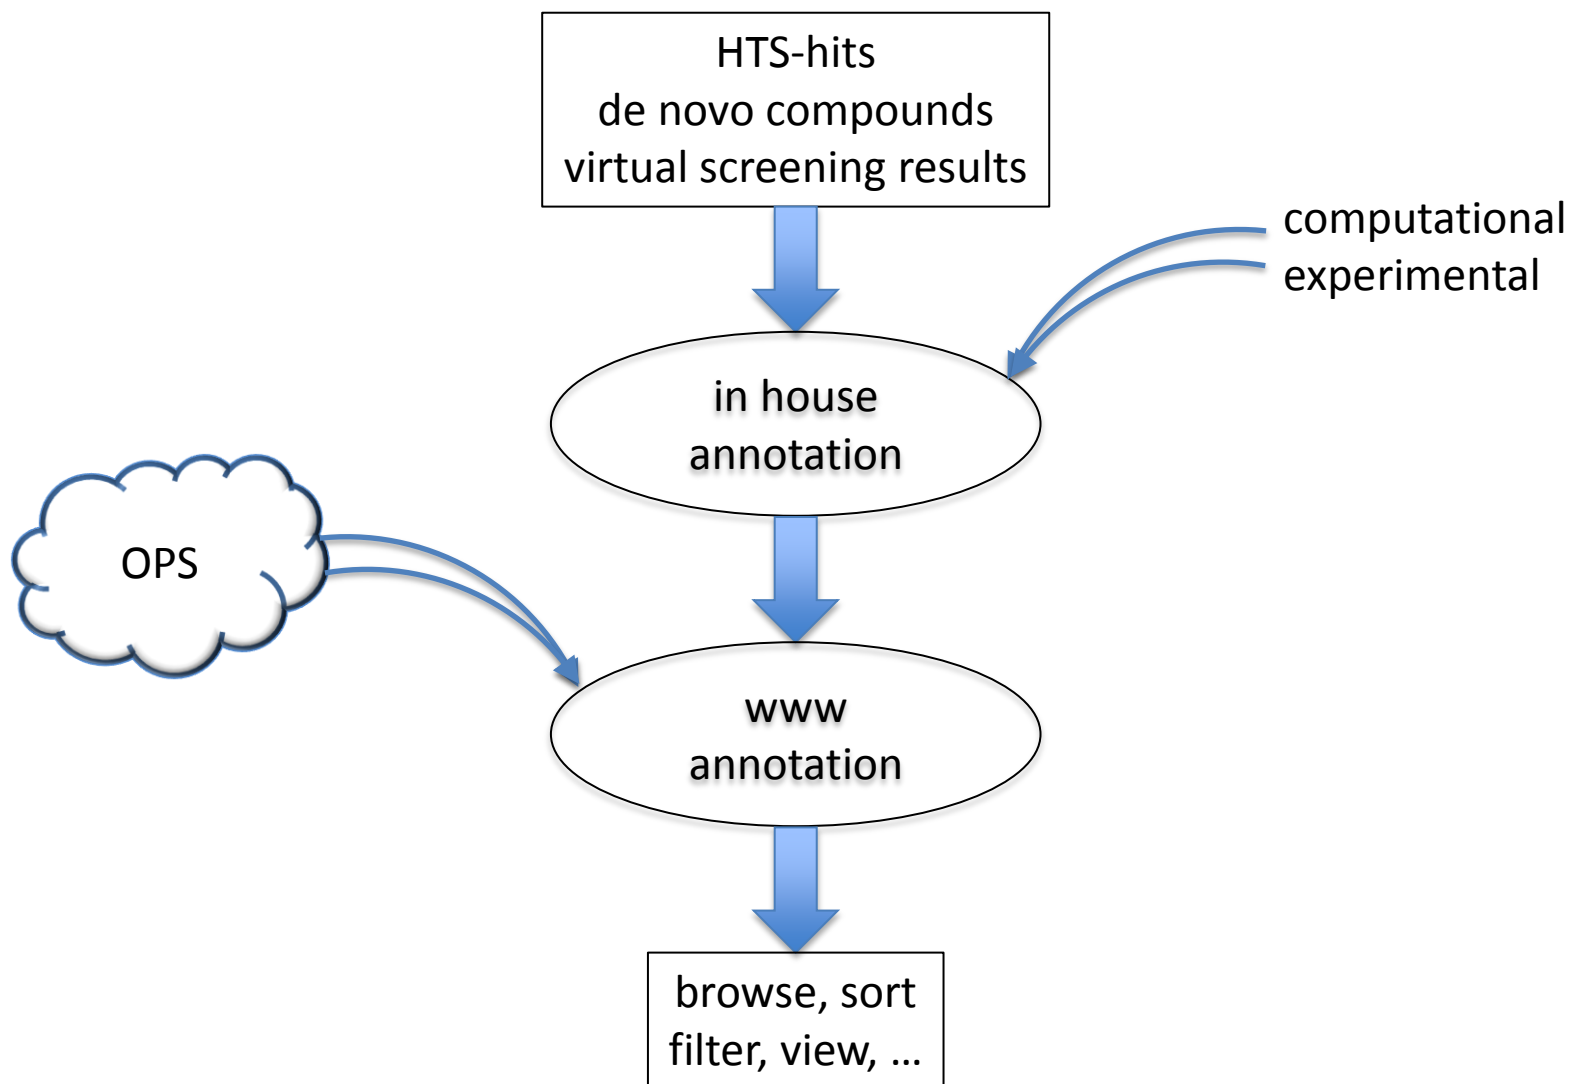 HTS-hits
de novo compounds
virtual screening results
computational
experimental
in house
annotation
OPS
www
annotation
browse, sort
filter, view, ...